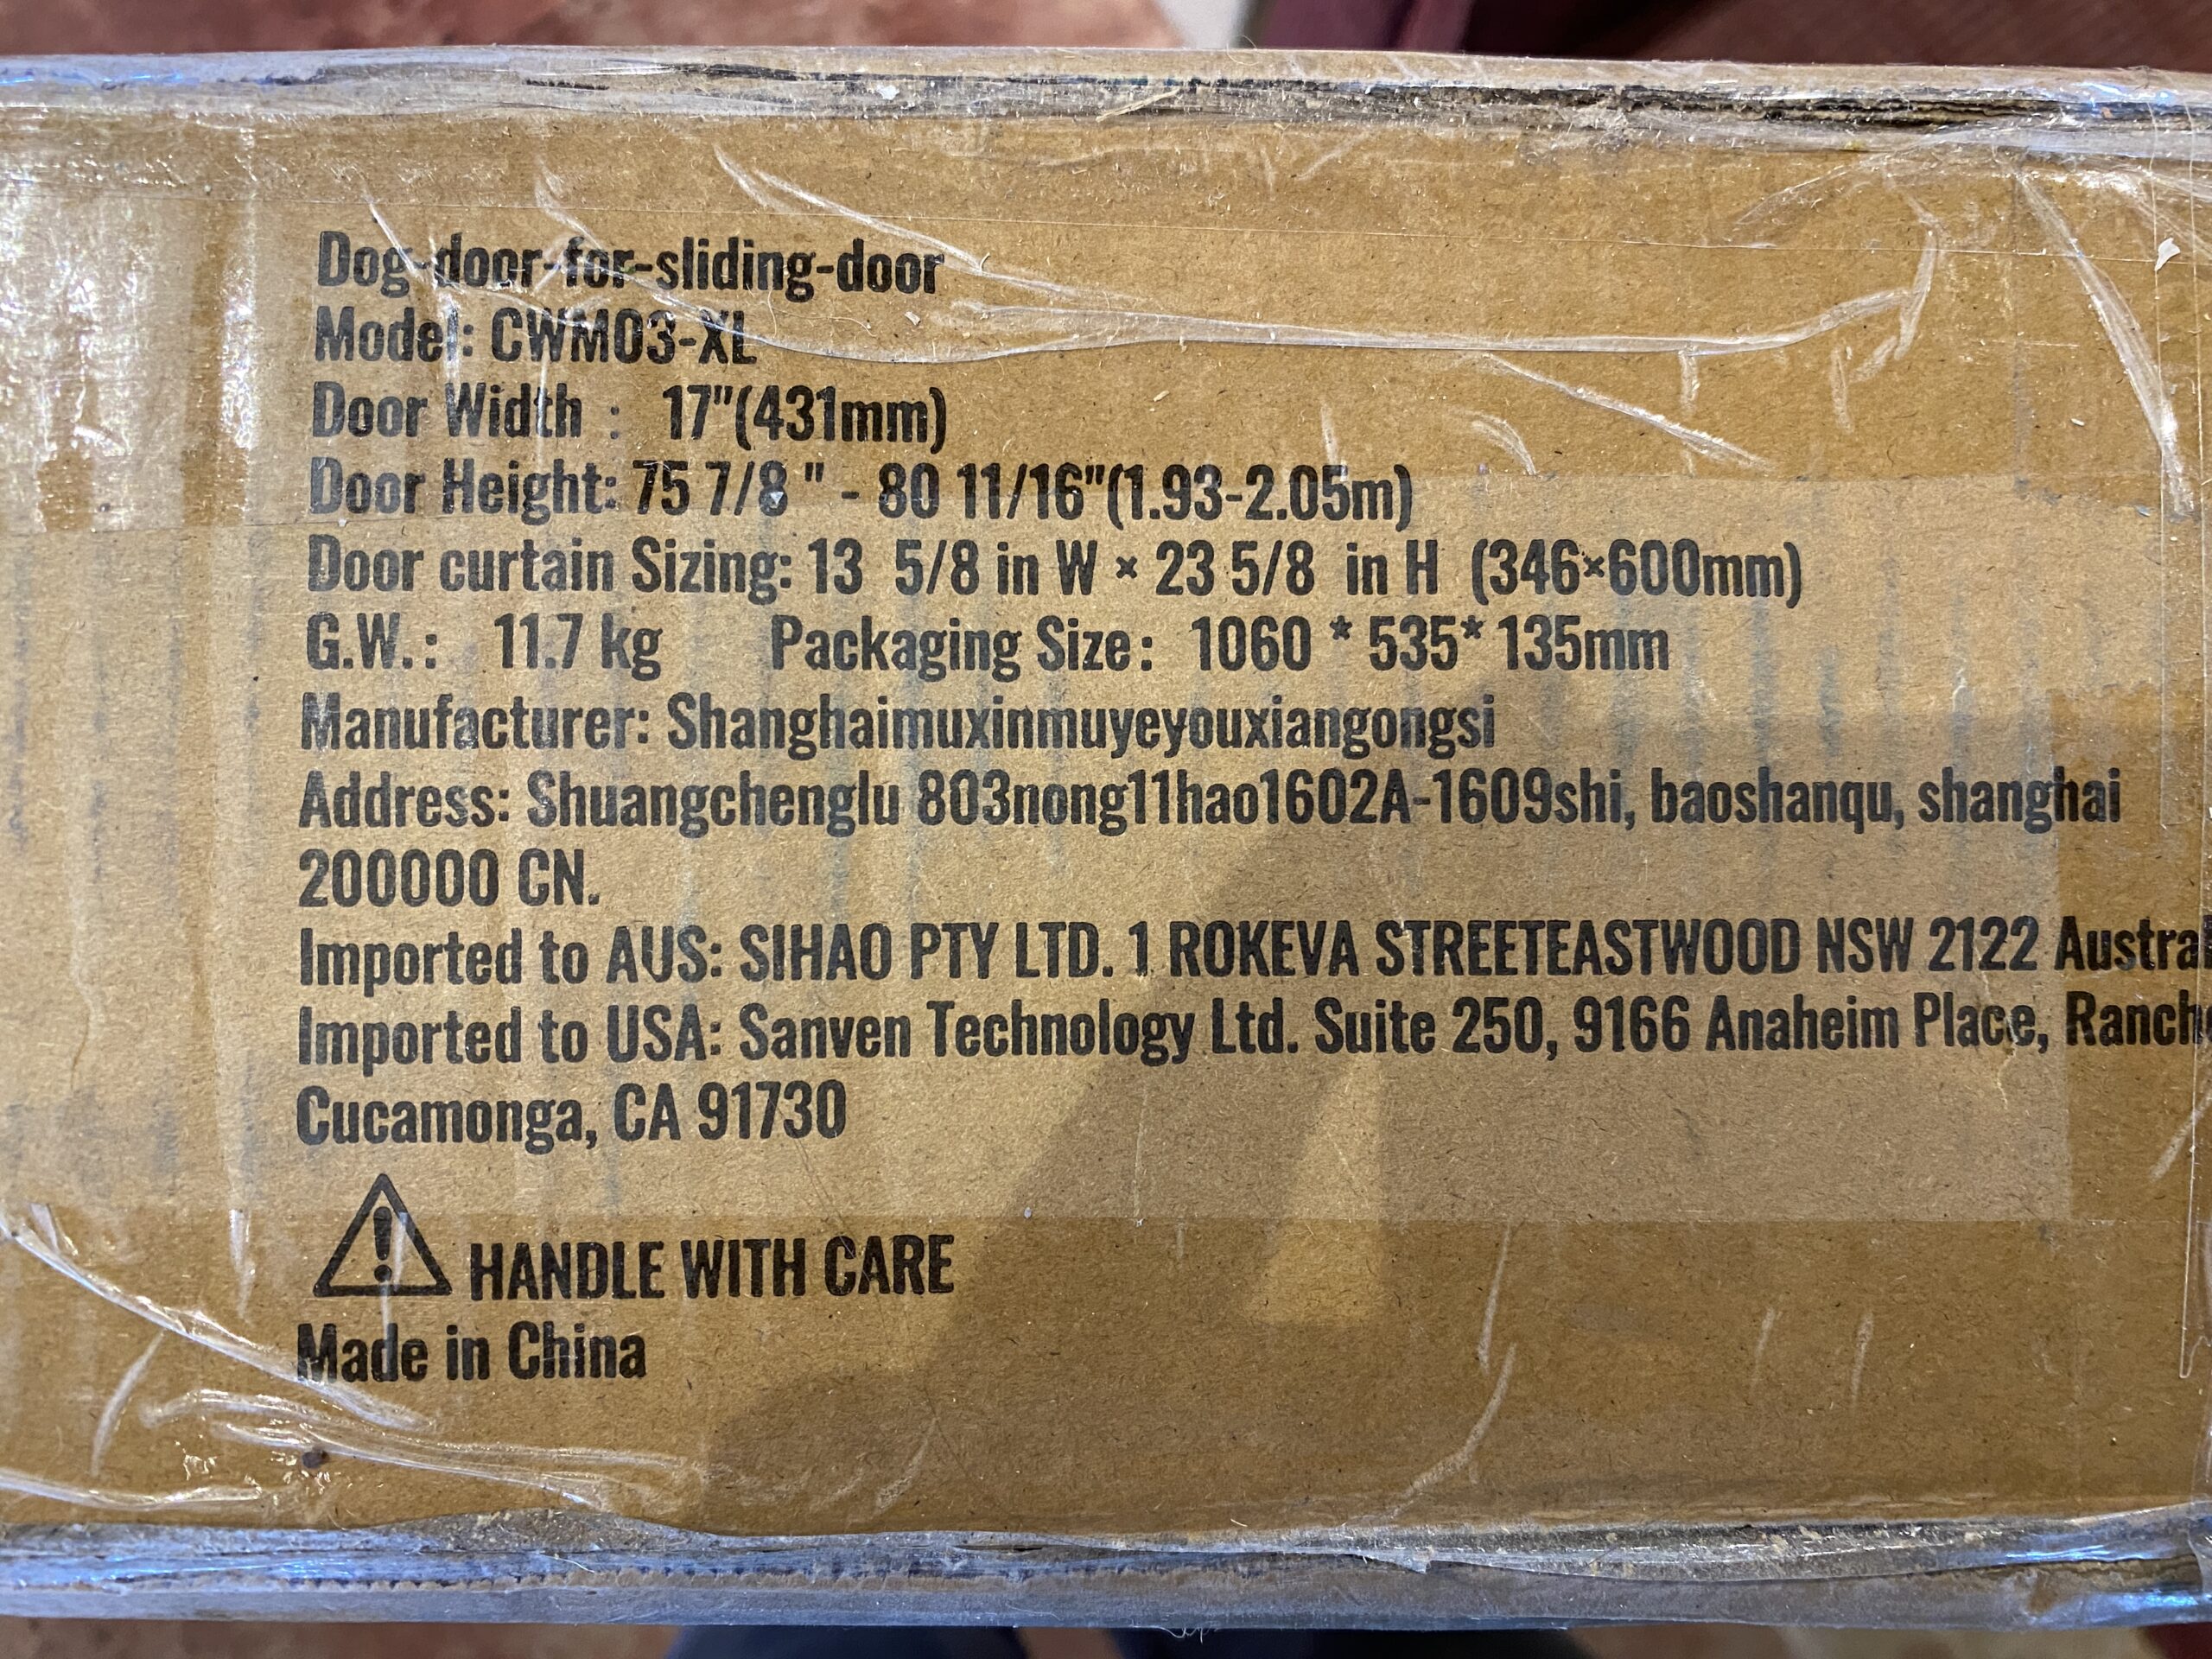 Dog-door-for-sliding-door
Model: CWM03-XL
Door Width : 17"(431mm)
Door Height: 75 7/8 " - 80 11/16"(1.93-2.05m)
Door curtain Sizing: 13 5/8 in W × 23 5/8 in H (346×600mm)
G.W.: 11.7 kg Packaging Size: 1060 * 535* 135mm
Manufacturer: Shanghaimuxinmuyeyouxiangongsi
Address: Shuangchenglu 803nong11hao1602A-1609shi, baoshanqu, shanghai
200000 CN.
Imported to AUS: SIHAO PTY LTD. 1 ROKEVA STREETEASTWOOD NSW 2122 Austral
Imported to USA: Sanven Technology Ltd. Suite 250, 9166 Anaheim Place, Ranch
Cucamonga, CA 91730
HANDLE WITH CARE
Made in China